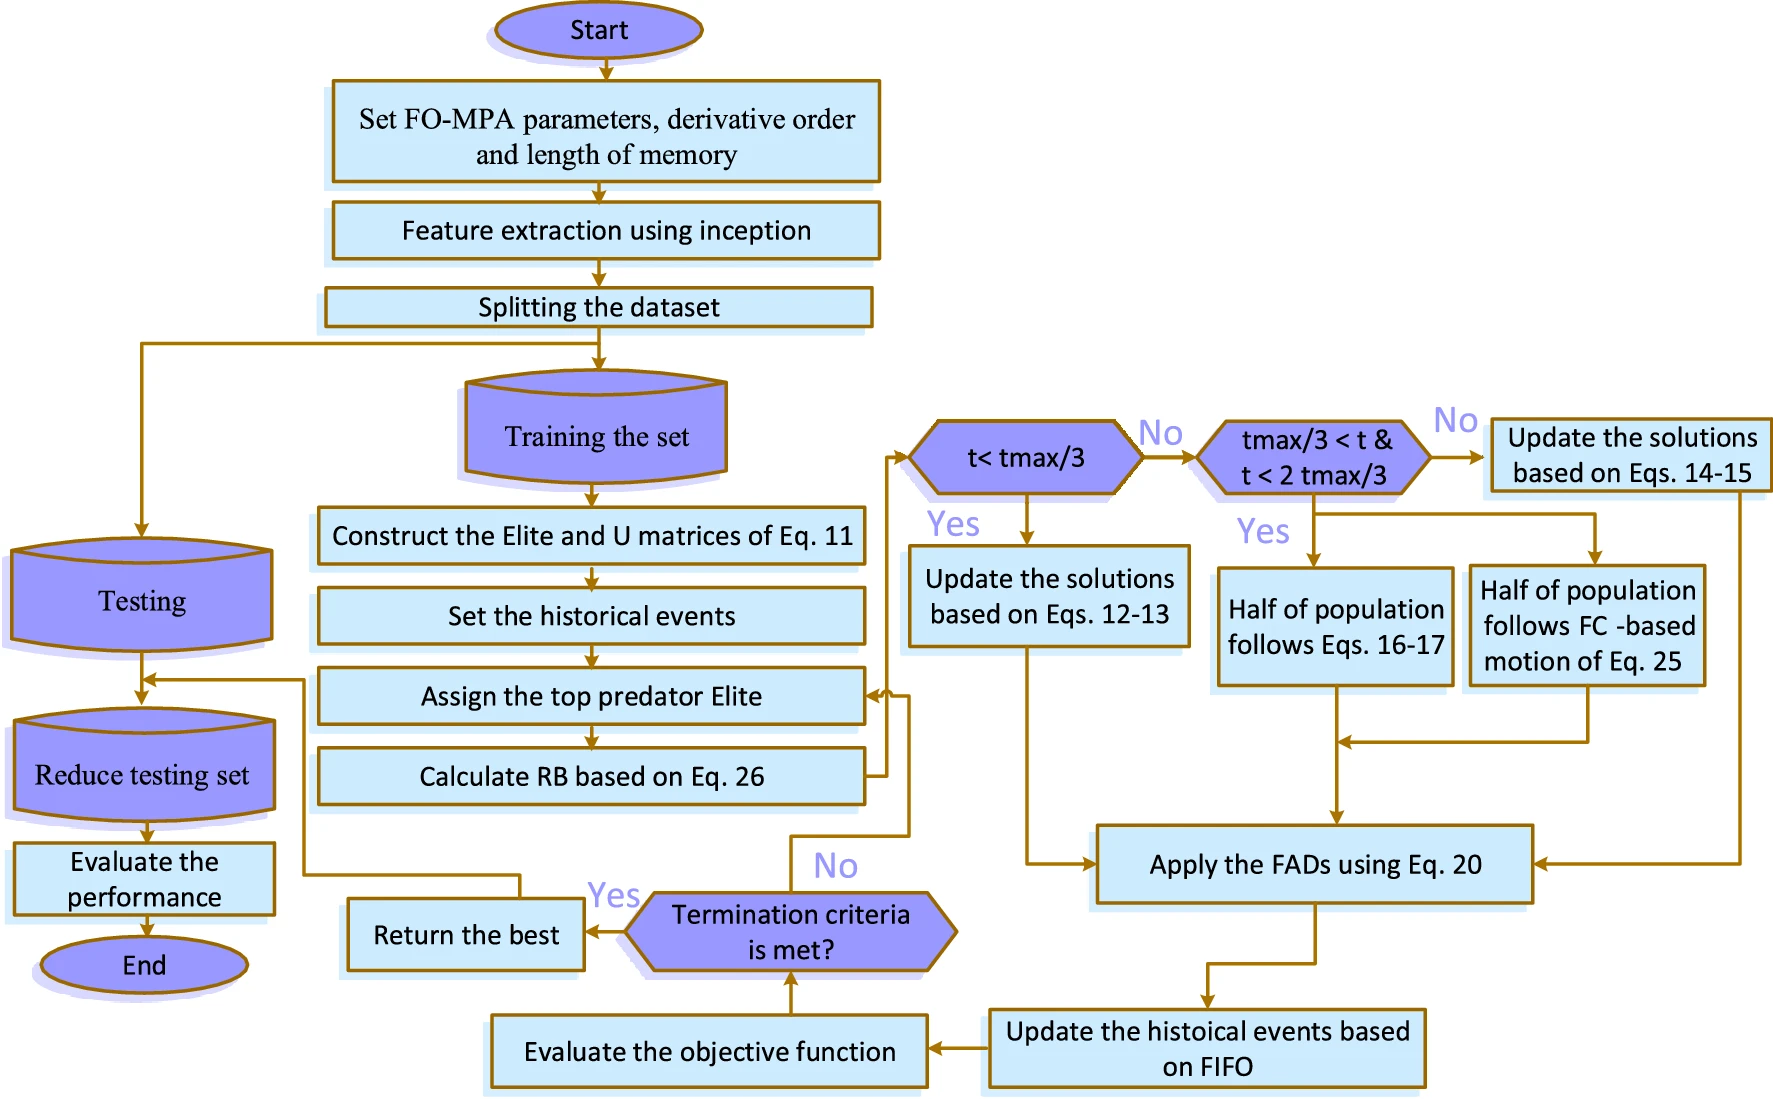 Start
Set FO-MPA parameters, derivative order
and length of memory
Feature extraction using inception
Splitting the dataset
Training the set
Construct the Elite and U matrices of Eq. 11
Set the historical events
Assign the top predator Elite
Calculate RB based on Eq. 26
t< tmax/3
No
Yes
tmax/3 < t &
t < 2 tmax/3
No
Yes
Update the solutions
based on Eqs. 14-15
Update the solutions
based on Eqs. 12-13
Half of population
follows Eqs. 16-17
Half of population
follows FC -based
motion of Eq. 25
Apply the FADs using Eq. 20
Update the histoical events based
on FIFO
Evaluate the objective function
Termination criteria
is met?
No
Yes
Return the best
Testing
Reduce testing set
Evaluate the
performance
End